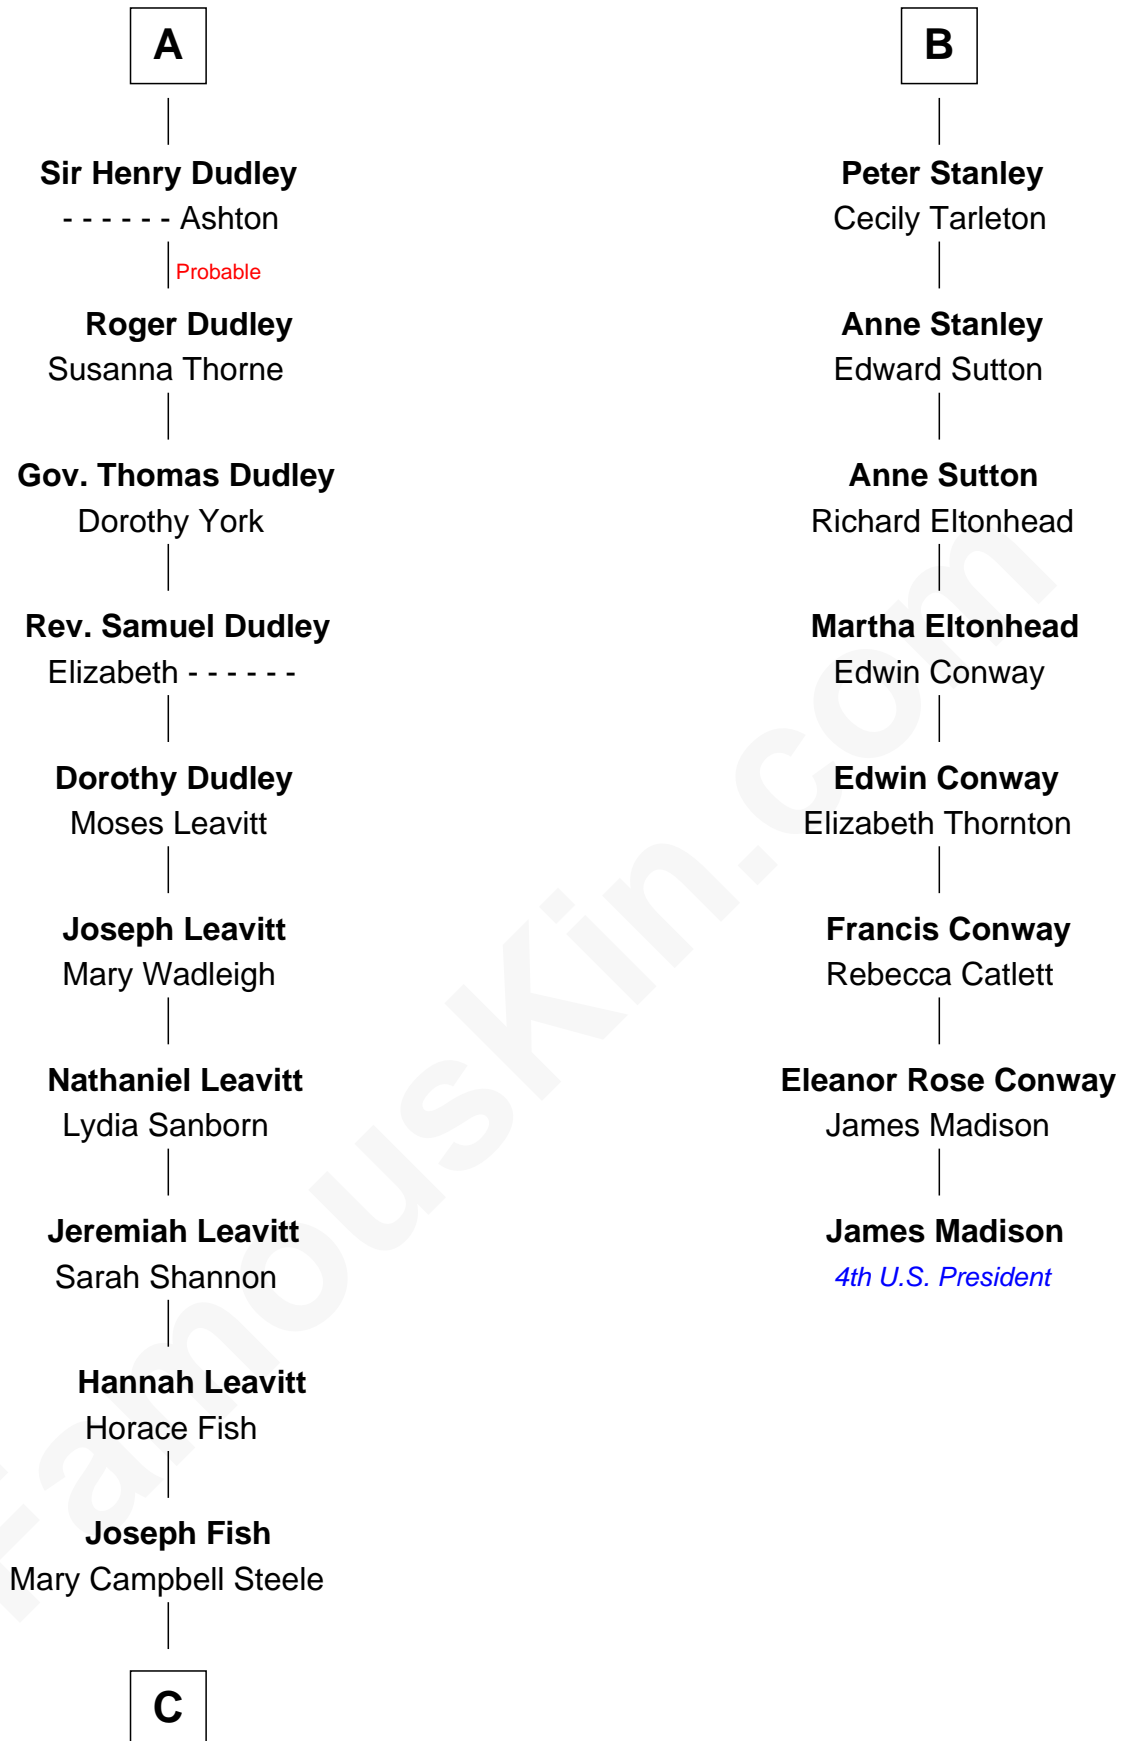 A
Sir Henry Dudley
- - - - - - Ashton
Probable
Roger Dudley
Susanna Thorne
Gov. Thomas Dudley
Dorothy York
Rev. Samuel Dudley
Elizabeth - - - - - -
Dorothy Dudley
Moses Leavitt
Joseph Leavitt
Mary Wadleigh
Nathaniel Leavitt
Lydia Sanborn
Jeremiah Leavitt
Sarah Shannon
Hannah Leavitt
Horace Fish
Joseph Fish
Mary Campbell Steele
C
B
Peter Stanley
Cecily Tarleton
Anne Stanley
Edward Sutton
Anne Sutton
Richard Eltonhead
Martha Eltonhead
Edwin Conway
Edwin Conway
Elizabeth Thornton
Francis Conway
Rebecca Catlett
Eleanor Rose Conway
James Madison
James Madison
4th U.S. President
FamousKin.com